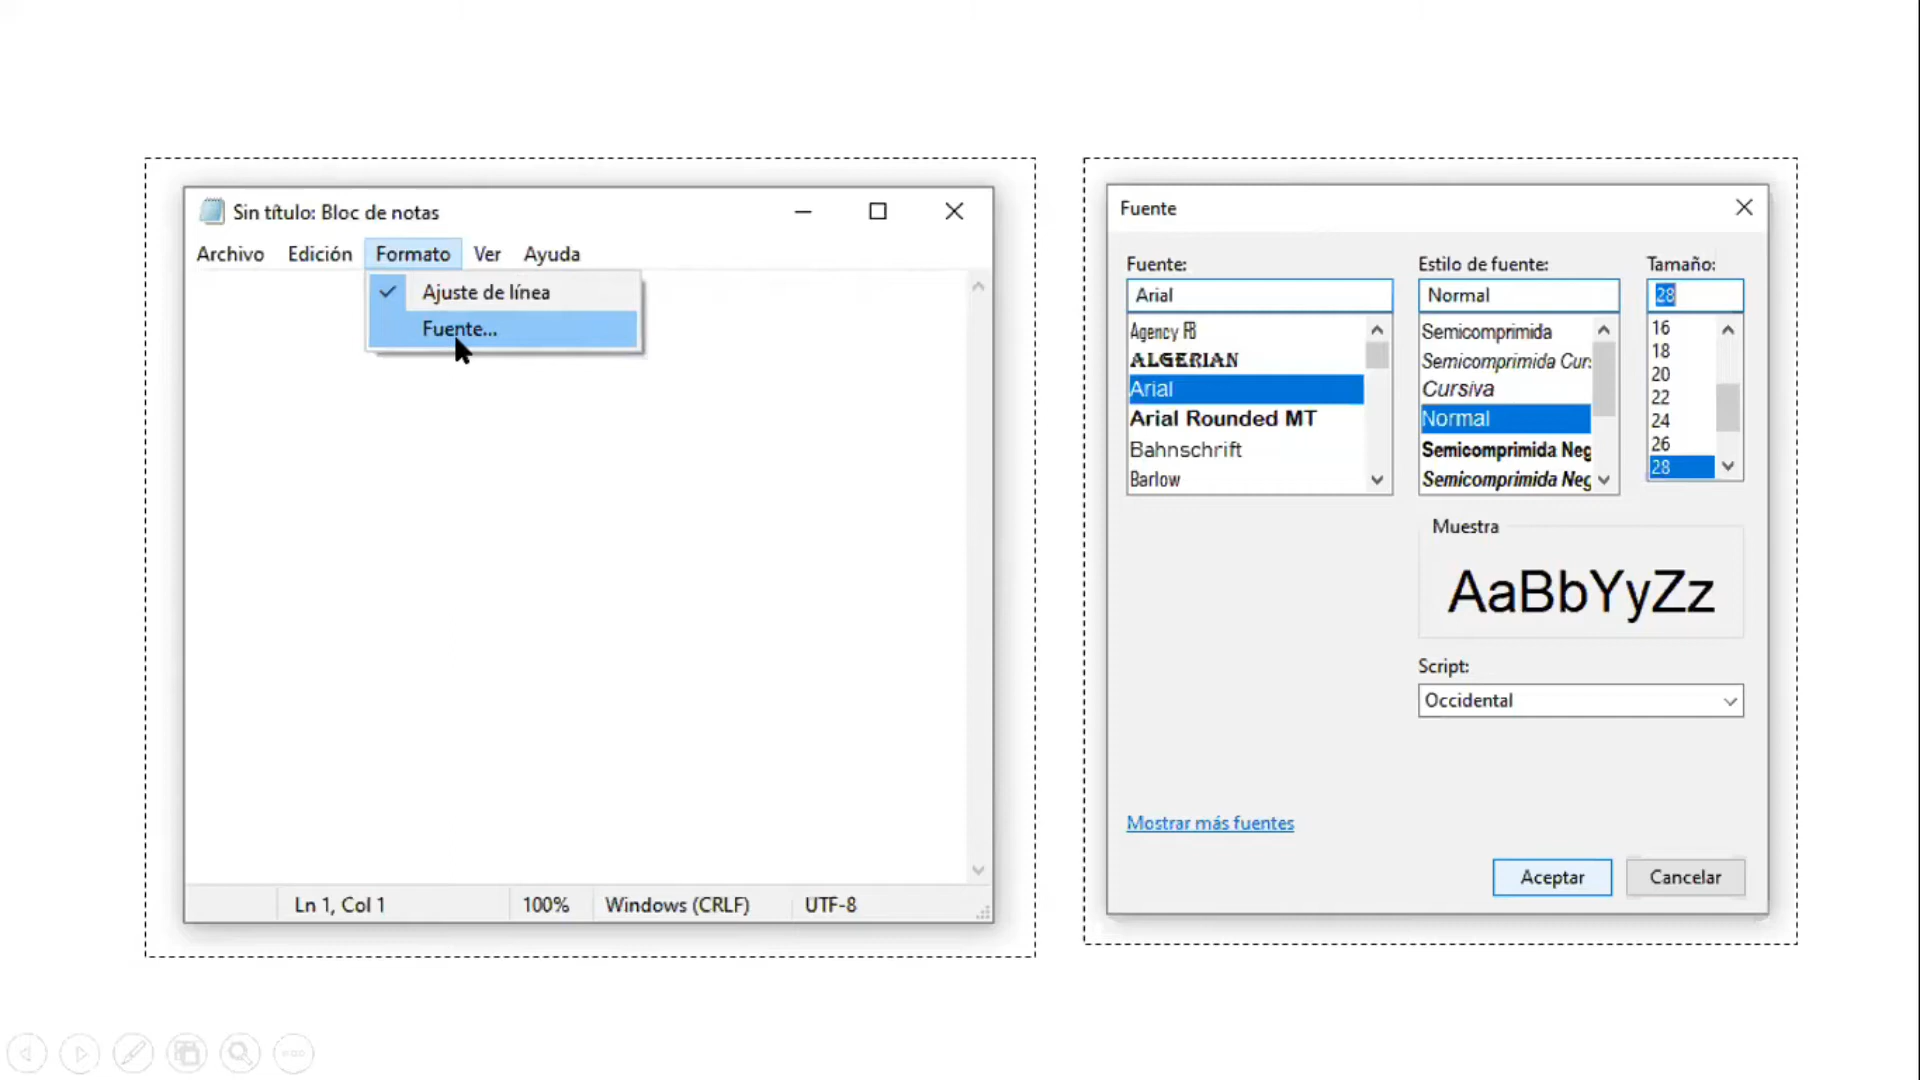 Sin título: Bloc de notas
Archivo Edición Formato Ver Ayuda
Ajuste de línea
Fuente...
Ln 1, Col 1 100% Windows (CRLF) UTF-8
Fuente
Fuente: Estilo de fuente: Tamaño:
Arial Normal 28
Agency FB
ALGERIAN
Arial
Arial Rounded MT
Bahnschrift
Barlow
Semicomprimida
Semicomprimida Curs
Cursiva
Normal
Semicomprimida Neg
Semicomprimida Neg
16
18
20
22
24
26
28
Muestra
AaBbYyZz
Script:
Occidental
Mostrar más fuentes
Aceptar Cancelar